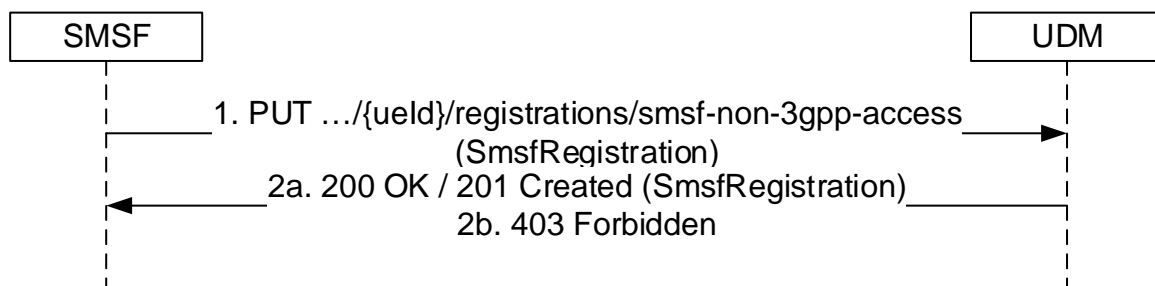 SMSF
UDM
1. PUT …/{ueId}/registrations/smsf-non-3gpp-access
(SmsfRegistration)
2a. 200 OK / 201 Created (SmsfRegistration)
2b. 403 Forbidden